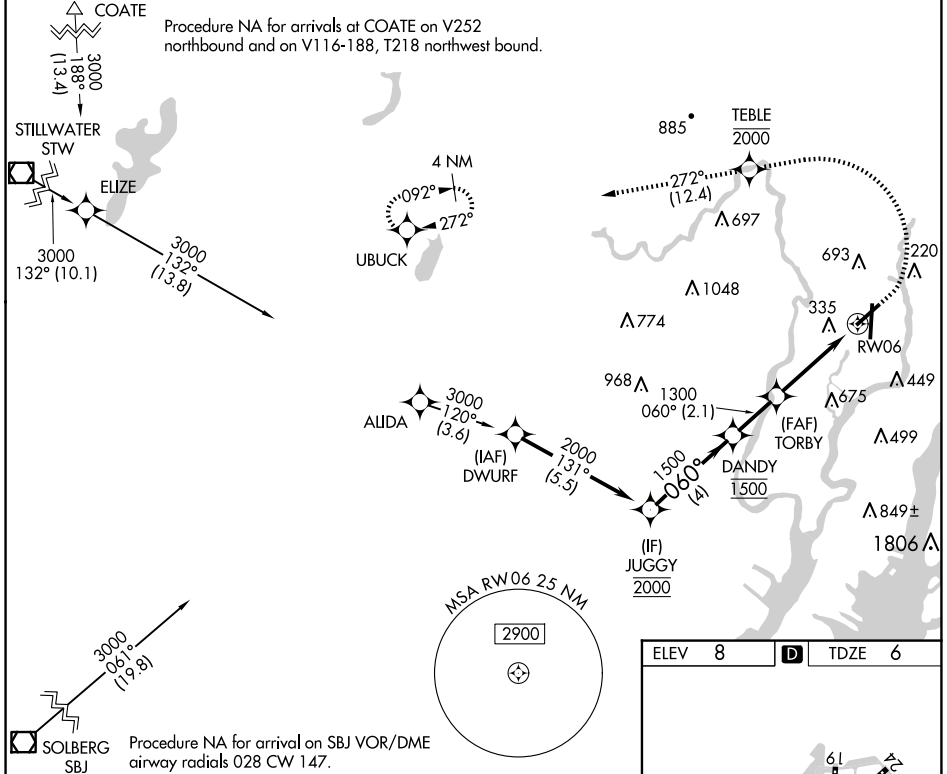 COATE
Procedure NA for arrivals at COATE on V252
northbound and on V116-188, T218 northwest bound.
3000
188°
(13.4)
STILLWATER
STW
ELIZE
3000
132° (10.1)
3000
132°
(13.8)
4 NM
092°
272°
UBUCK
885
TEBLE
2000
272°
(12.4)
697
693
220
1048
335
774
RW06
968
1300
060° (2.1)
449
675
(FAF)
TORBY
ALIDA
3000
120°
(3.6)
(IAF)
DWURF
2000
131°
(5.5)
1500
060°
(4)
DANDY
1500
499
849±
1806
(IF)
JUGGY
2000
MSA RW06 25 NM
2900
3000
061°
(19.8)
SOLBERG
SBJ
Procedure NA for arrival on SBJ VOR/DME
airway radials 028 CW 147.
ELEV 8
D
TDZE 6
19
24